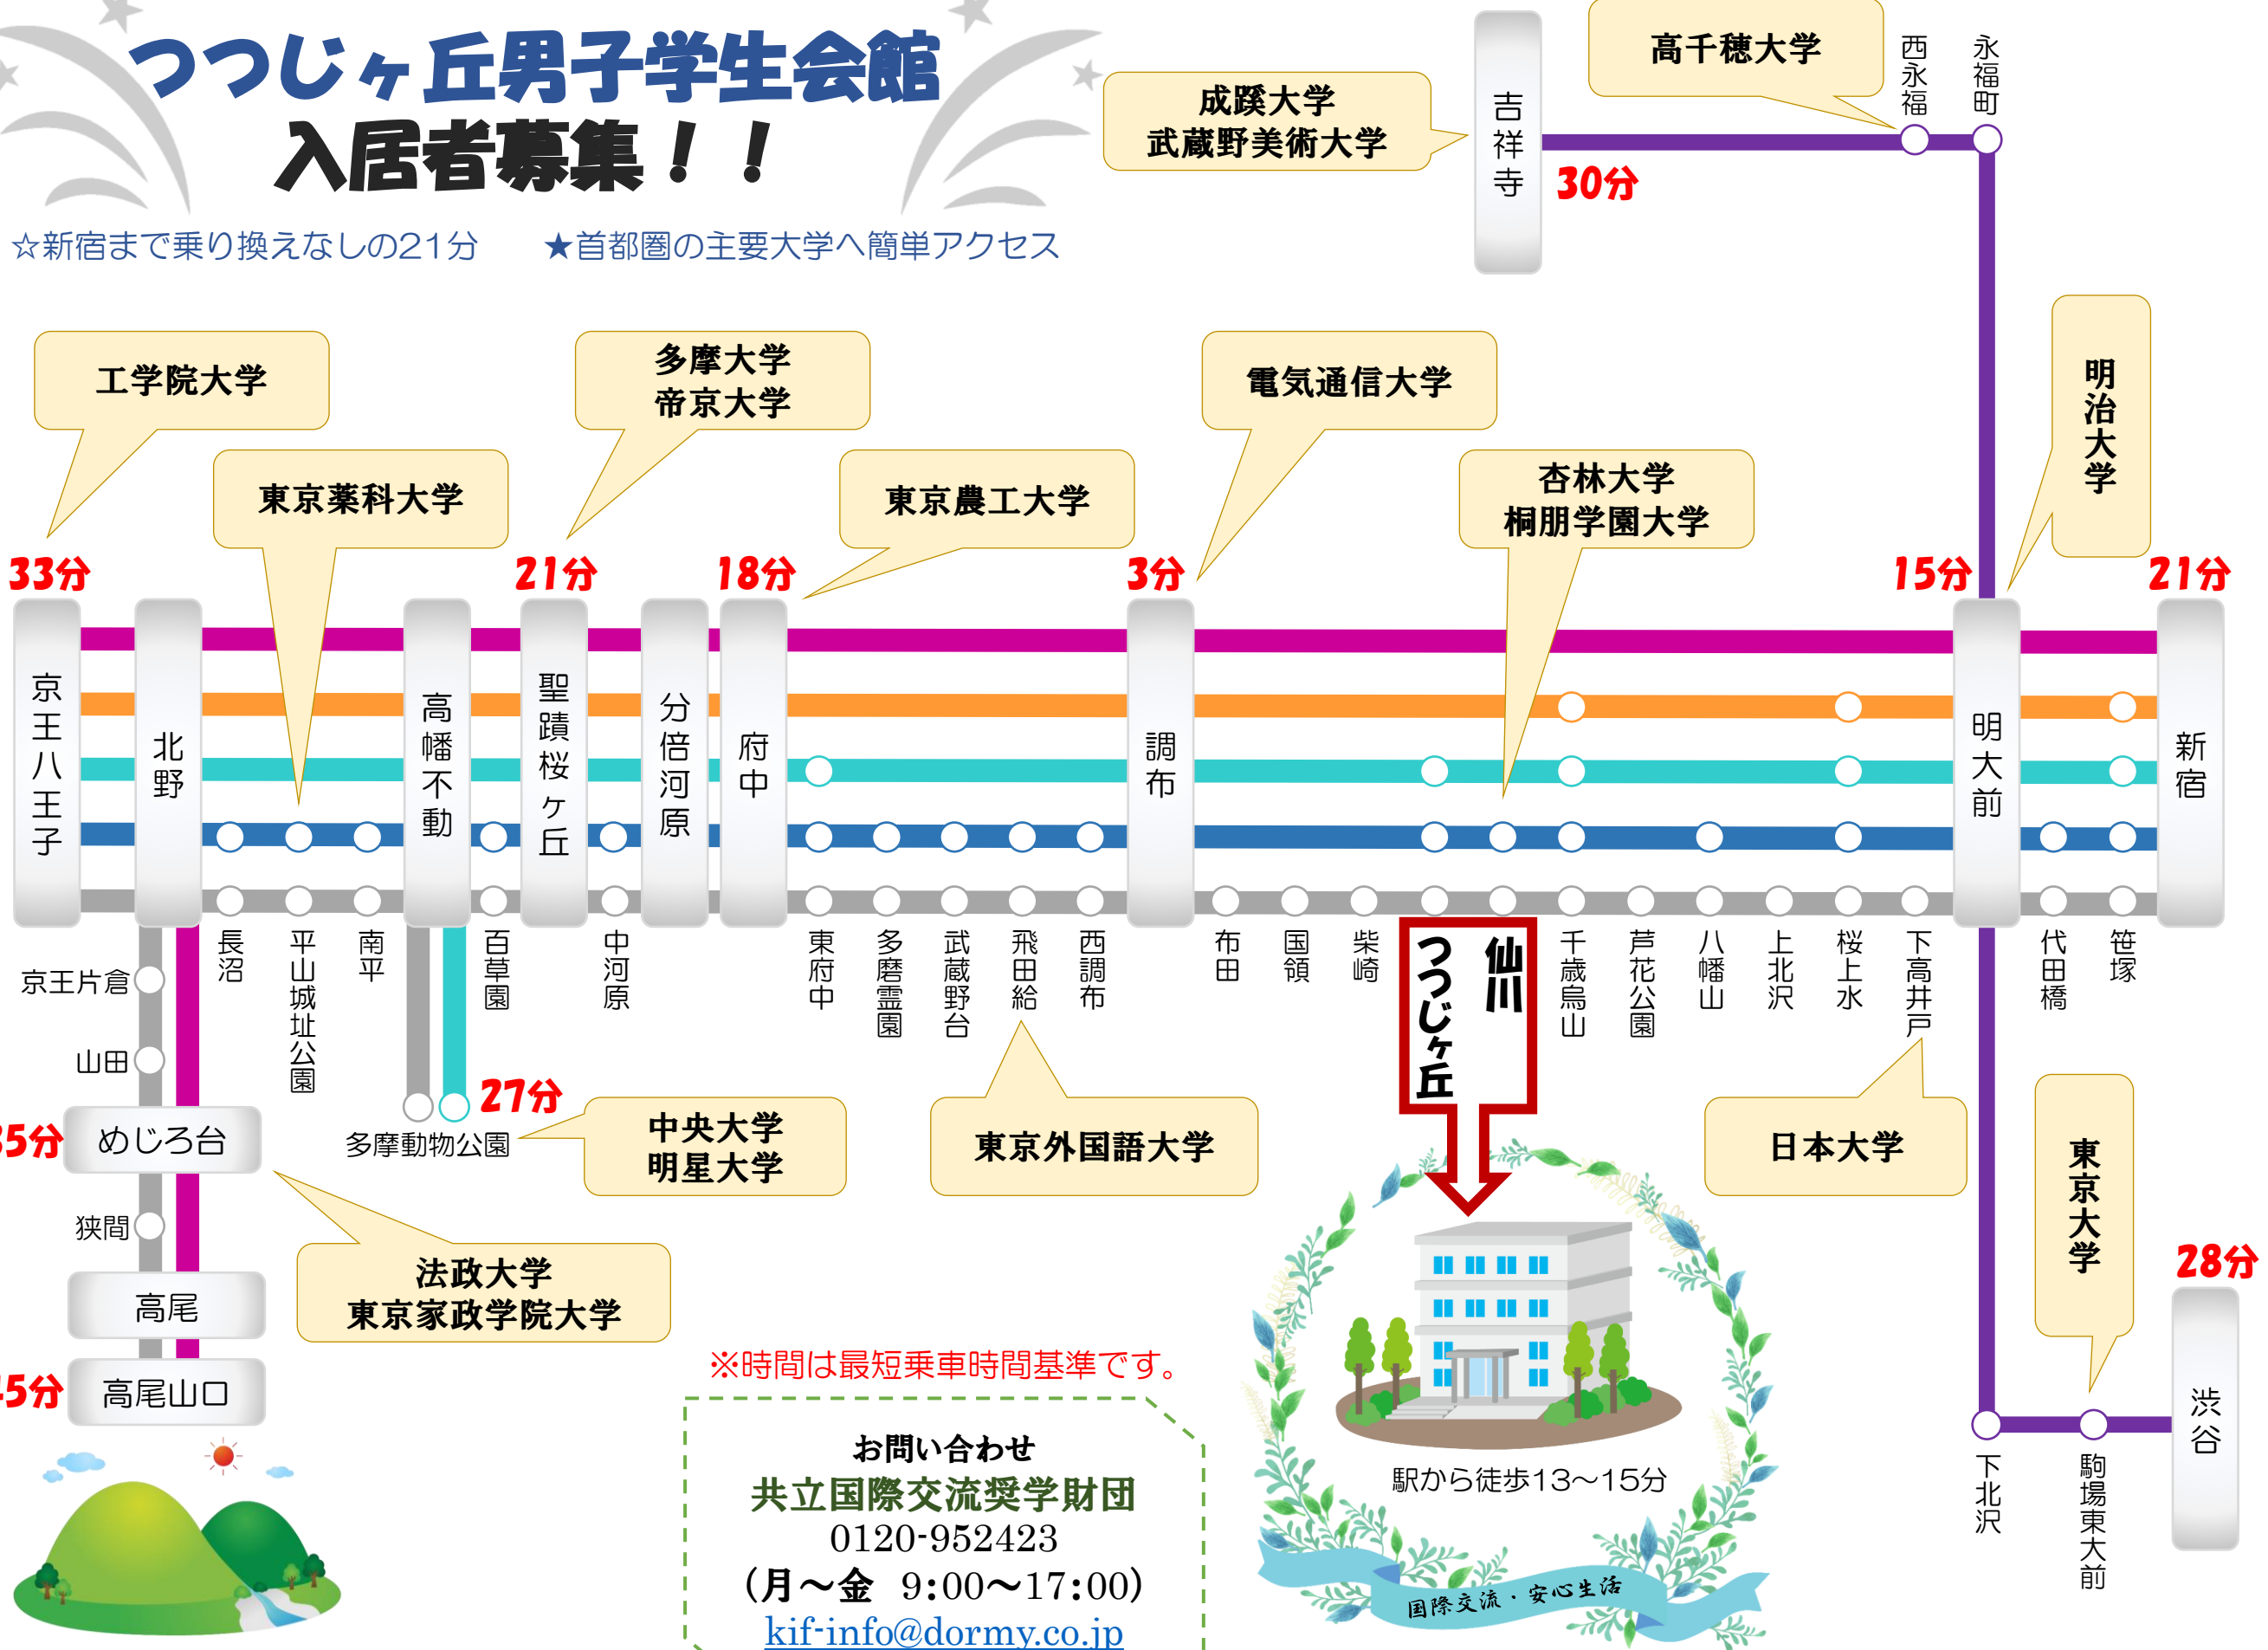 つつじヶ丘男子学生会館
入居者募集！！
☆新宿まで乗り換えなしの21分　★首都圏の主要大学へ簡単アクセス
成蹊大学
武蔵野美術大学
高千穂大学
吉祥寺
30分
西永福
永福町
工学院大学
東京薬科大学
多摩大学
帝京大学
東京農工大学
電気通信大学
杏林大学
桐朋学園大学
明治大学
33分
21分
18分
3分
15分
21分
京王八王子
北野
高幡不動
聖蹟桜ヶ丘
分倍河原
府中
調布
明大前
新宿
長沼
平山城址公園
南平
百草園
中河原
東府中
多磨霊園
武蔵野台
飛田給
西調布
布田
国領
柴崎
つつじヶ丘
仙川
千歳烏山
芦花公園
八幡山
上北沢
桜上水
下高井戸
代田橋
笹塚
京王片倉
山田
めじろ台
狭間
高尾
高尾山口
27分
多摩動物公園
中央大学
明星大学
法政大学
東京家政学院大学
東京外国語大学
日本大学
東京大学
28分
渋谷
下北沢
駒場東大前
※時間は最短乗車時間基準です。
お問い合わせ
共立国際交流奨学財団
0120-952423
（月～金　9:00～17:00）
kif-info@dormy.co.jp
駅から徒歩13～15分
国際交流・安心生活